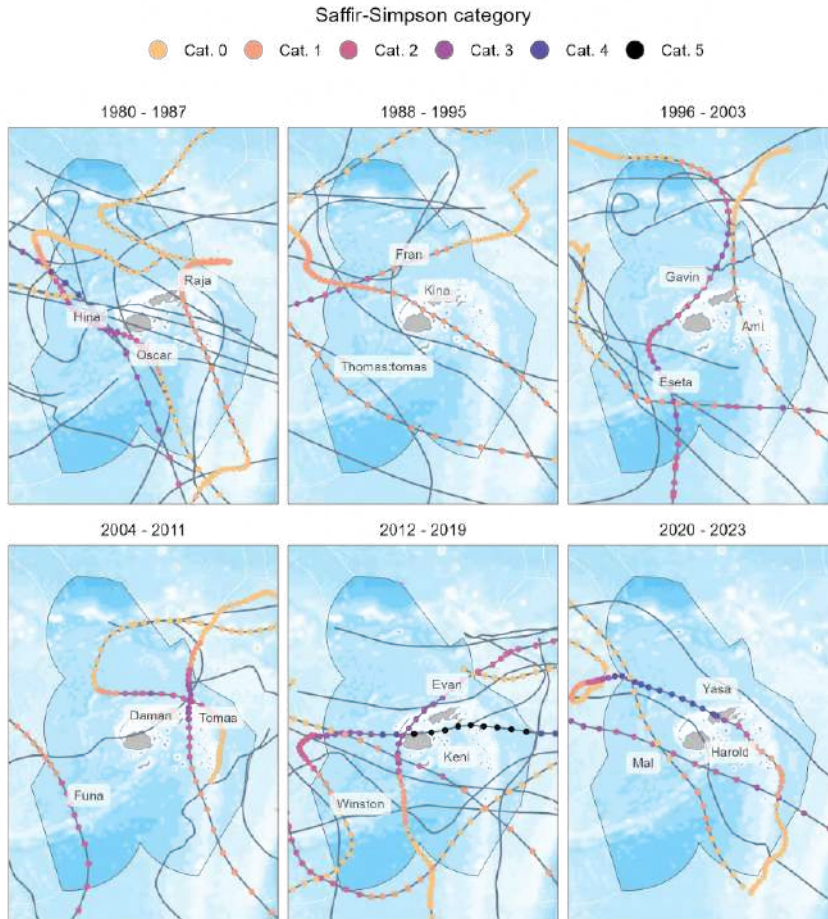 Saffir-Simpson category
Cat. 0 Cat. 1 Cat. 2 Cat. 3 Cat. 4 Cat. 5
1980 - 1987 1988 - 1995 1996 - 2003
Raja
Hina
Oscar
Fran
Kina
Thomas:tomas
Gavin
Ami
Eseta
2004 - 2011 2012 - 2019 2020 - 2023
Daman Tomas
Funa
Evan
Keni
Winston
Yasa
Mal Harold